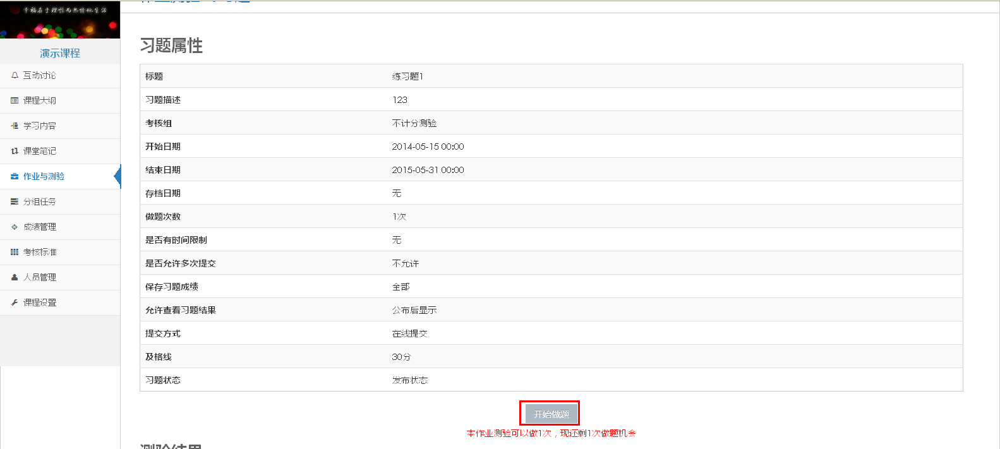 幸福在于理性而热情地生活
演示课程
互动讨论
课程大纲
学习内容
课堂笔记
作业与测验
分组任务
成绩管理
考核标准
人员管理
课程设置
习题属性
标题 练习题1
习题描述 123
考核组 不计分测验
开始日期 2014-05-15 00:00
结束日期 2015-05-31 00:00
存档日期 无
做题次数 1次
是否有时间限制 无
是否允许多次提交 不允许
保存习题成绩 全部
允许查看习题结果 公布后显示
提交方式 在线提交
及格线 30分
习题状态 发布状态
开始做题
本作业测验可以做1次，现还剩1次做题机会
测验结果